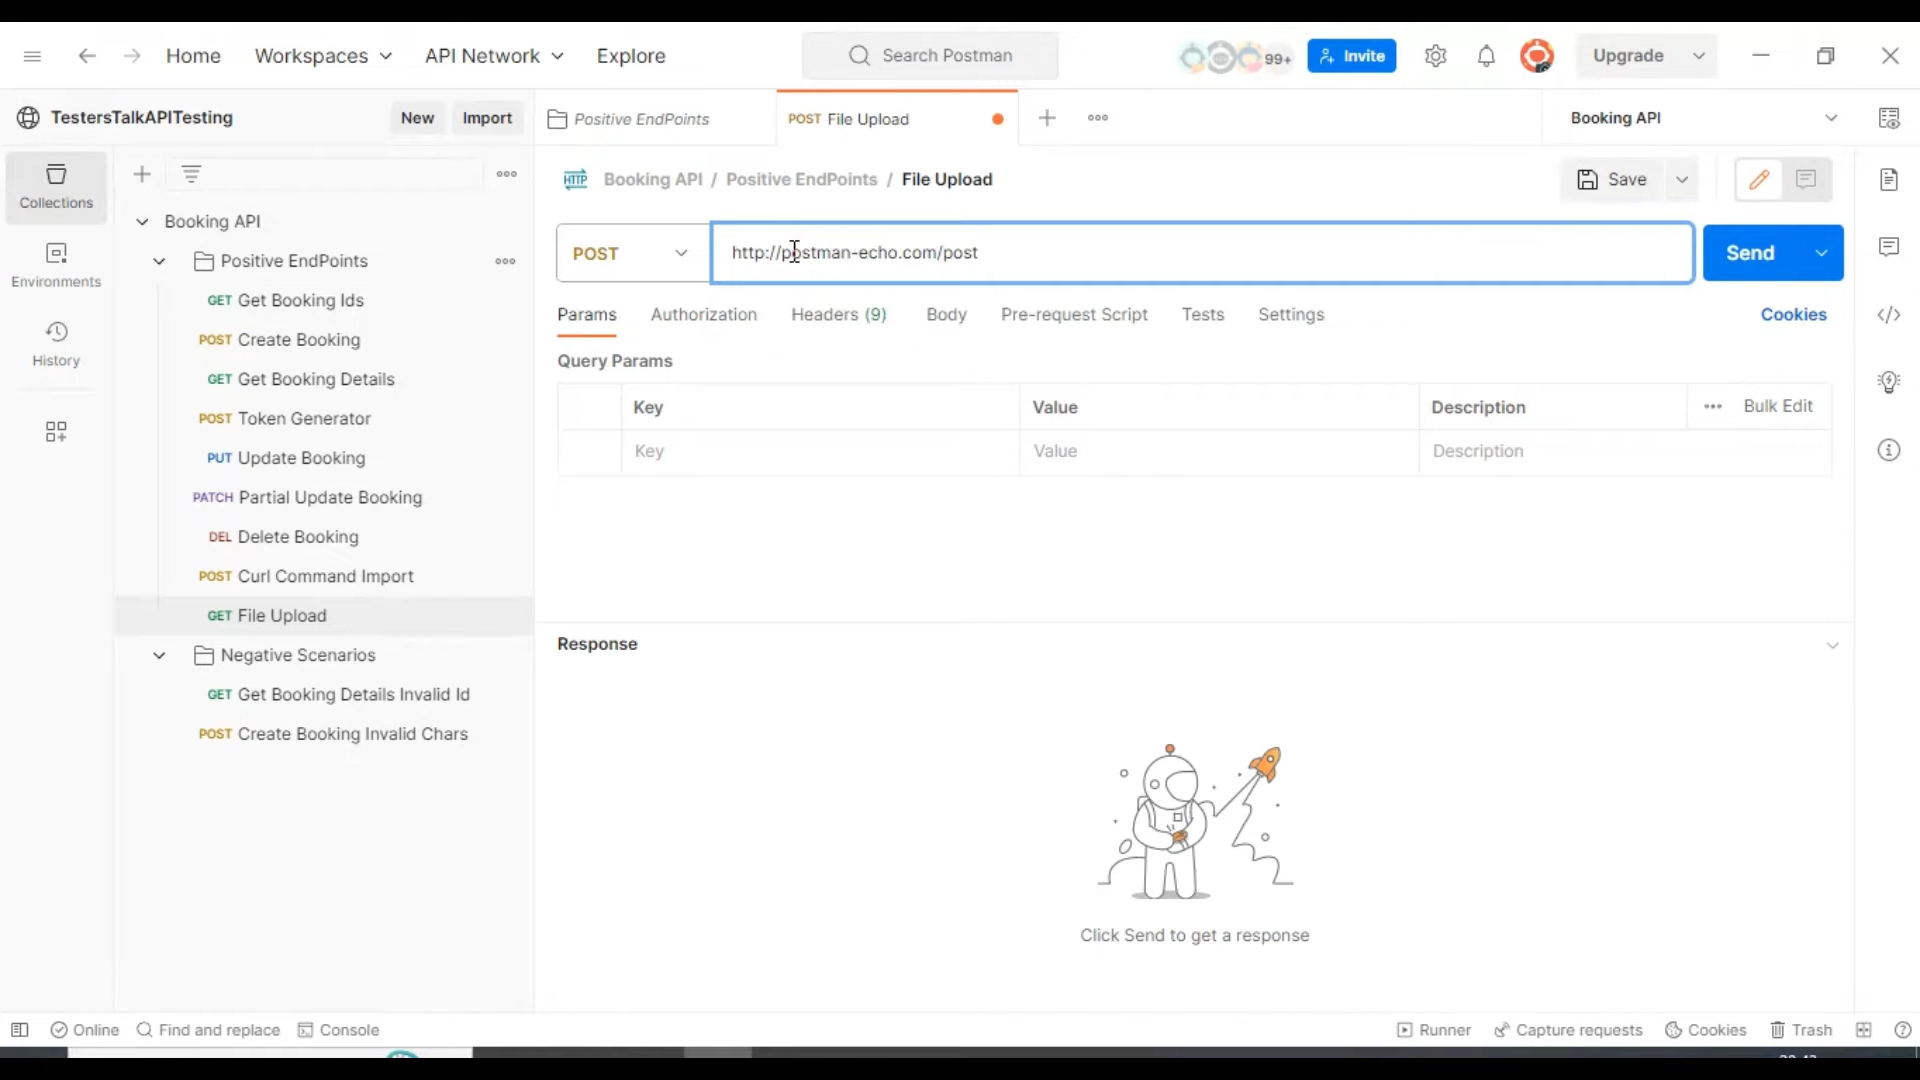 Home Workspaces API Network Explore Search Postman 99+ Invite Upgrade
TestersTalkAPITesting New Import Positive EndPoints POST File Upload Booking API
HTTP Booking API / Positive EndPoints / File Upload Save
Collections
Environments
History
Booking API
Positive EndPoints
GET Get Booking Ids
POST Create Booking
GET Get Booking Details
POST Token Generator
PUT Update Booking
PATCH Partial Update Booking
DEL Delete Booking
POST Curl Command Import
GET File Upload
Negative Scenarios
GET Get Booking Details Invalid Id
POST Create Booking Invalid Chars
POST http://postman-echo.com/post Send
Params Authorization Headers (9) Body Pre-request Script Tests Settings Cookies
Query Params
Key Value Description Bulk Edit
Key Value Description
Response
Click Send to get a response
Online Find and replace Console Runner Capture requests Cookies Trash